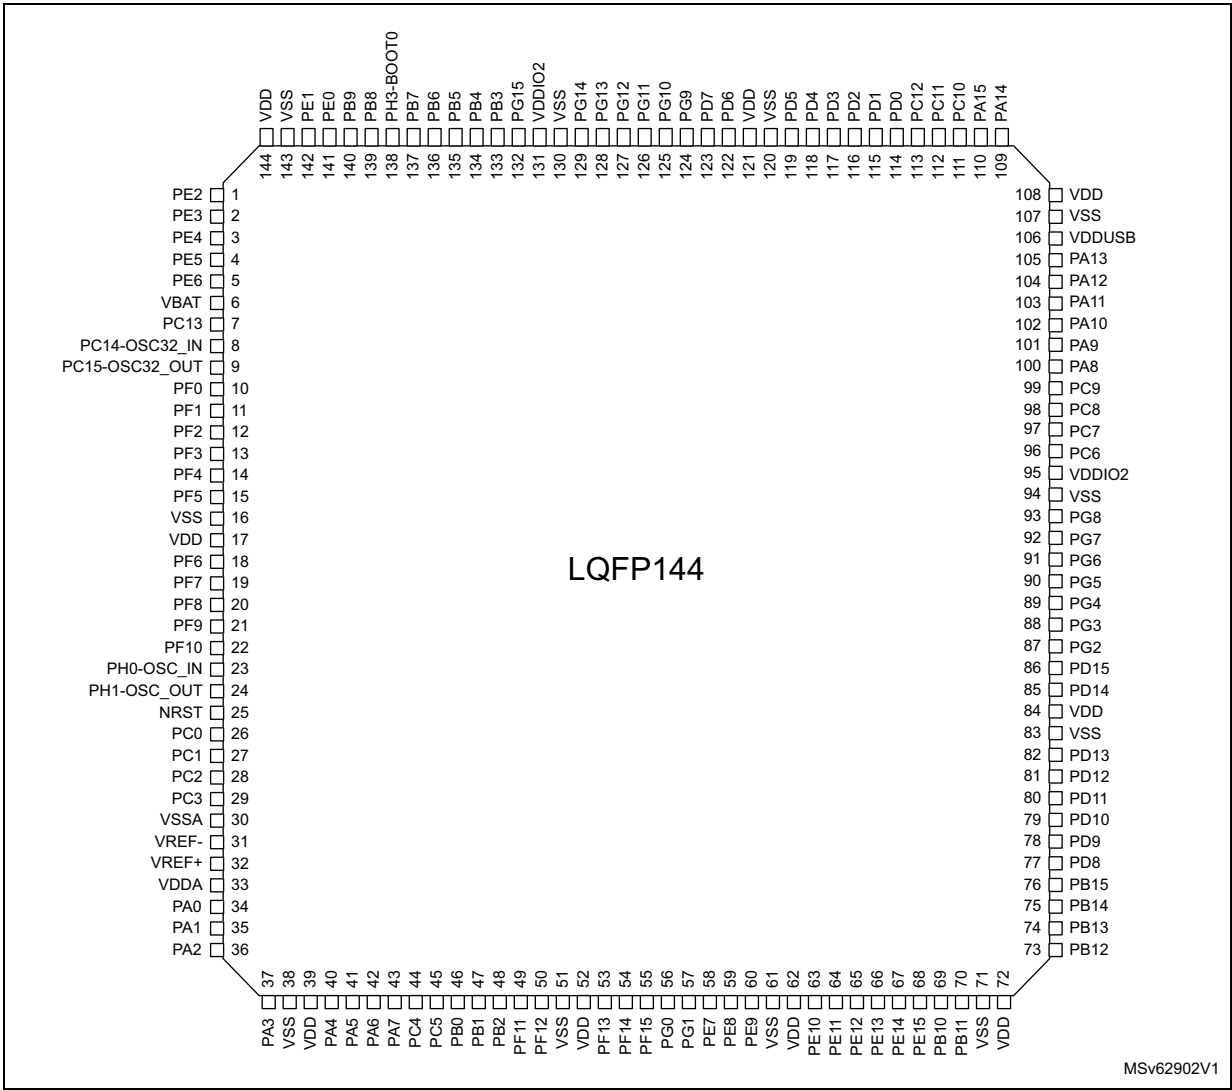 VDD VSS PE1 PE0 PB9 PB8 PH3-BOOT0 PB7 PB6 PB5 PB4 PB3 PG15 VDDIO2 VSS PG14 PG13 PG12 PG11 PG10 PG9 PD7 PD6 VDD VSS PD5 PD4 PD3 PD2 PD1 PD0 PC12 PC11 PC10 PA15 PA14
144 143 142 141 140 139 138 137 136 135 134 133 132 131 130 129 128 127 126 125 124 123 122 121 120 119 118 117 116 115 114 113 112 111 110 109
PE2 1
PE3 2
PE4 3
PE5 4
PE6 5
VBAT 6
PC13 7
PC14-OSC32_IN 8
PC15-OSC32_OUT 9
PF0 10
PF1 11
PF2 12
PF3 13
PF4 14
PF5 15
VSS 16
VDD 17
PF6 18
PF7 19
PF8 20
PF9 21
PF10 22
PH0-OSC_IN 23
PH1-OSC_OUT 24
NRST 25
PC0 26
PC1 27
PC2 28
PC3 29
VSSA 30
VREF- 31
VREF+ 32
VDDA 33
PA0 34
PA1 35
PA2 36
LQFP144
108 VDD
107 VSS
106 VDDUSB
105 PA13
104 PA12
103 PA11
102 PA10
101 PA9
100 PA8
99 PC9
98 PC8
97 PC7
96 PC6
95 VDDIO2
94 VSS
93 PG8
92 PG7
91 PG6
90 PG5
89 PG4
88 PG3
87 PG2
86 PD15
85 PD14
84 VDD
83 VSS
82 PD13
81 PD12
80 PD11
79 PD10
78 PD9
77 PD8
76 PB15
75 PB14
74 PB13
73 PB12
37 38 39 40 41 42 43 44 45 46 47 48 49 50 51 52 53 54 55 56 57 58 59 60 61 62 63 64 65 66 67 68 69 70 71 72
PA3 VSS VDD PA4 PA5 PA6 PA7 PC4 PC5 PB0 PB1 PB2 PF11 PF12 VSS VDD PF13 PF14 PF15 PG0 PG1 PE7 PE8 PE9 VSS VDD PE10 PE11 PE12 PE13 PE14 PE15 PB10 PB11 VSS VDD
MSv62902V1